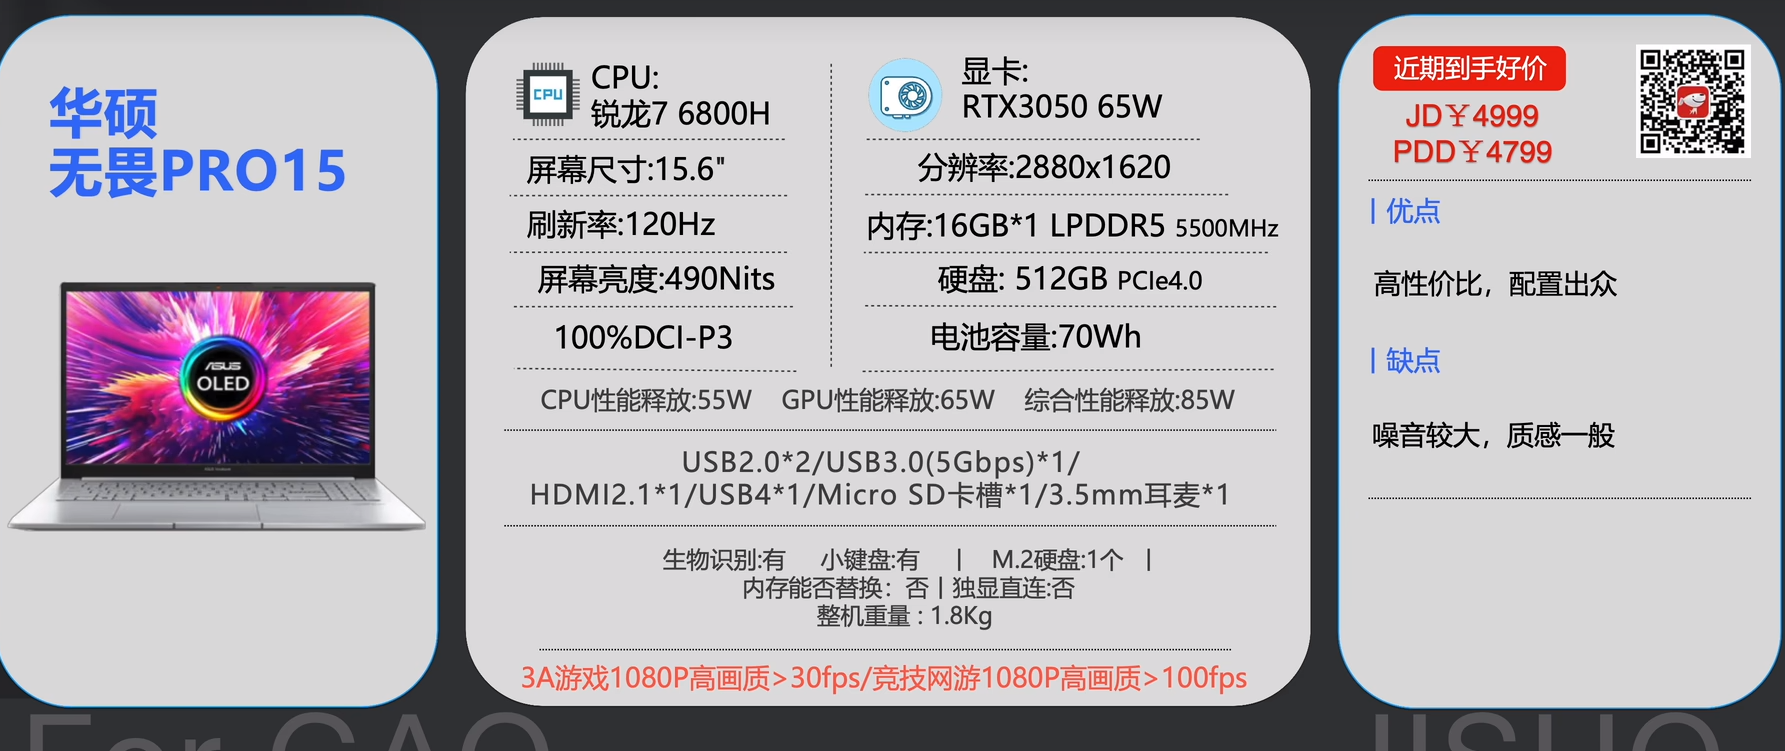 华硕
无畏PRO15
ASUS
OLED
CPU
CPU:
锐龙7 6800H
显卡:
RTX3050 65W
屏幕尺寸:15.6"
分辨率:2880x1620
刷新率:120Hz
内存:16GB*1 LPDDR5 5500MHz
屏幕亮度:490Nits
硬盘: 512GB PCIe4.0
100%DCI-P3
电池容量:70Wh
CPU性能释放:55W GPU性能释放:65W 综合性能释放:85W
USB2.0*2/USB3.0(5Gbps)*1/
HDMI2.1*1/USB4*1/Micro SD卡槽*1/3.5mm耳麦*1
生物识别:有 小键盘:有 | M.2硬盘:1个 |
内存能否替换：否 | 独显直连:否
整机重量：1.8Kg
3A游戏1080P高画质>30fps/竞技网游1080P高画质>100fps
近期到手好价
JD￥4999
PDD￥4799
| 优点
高性价比，配置出众
| 缺点
噪音较大，质感一般
For GAO